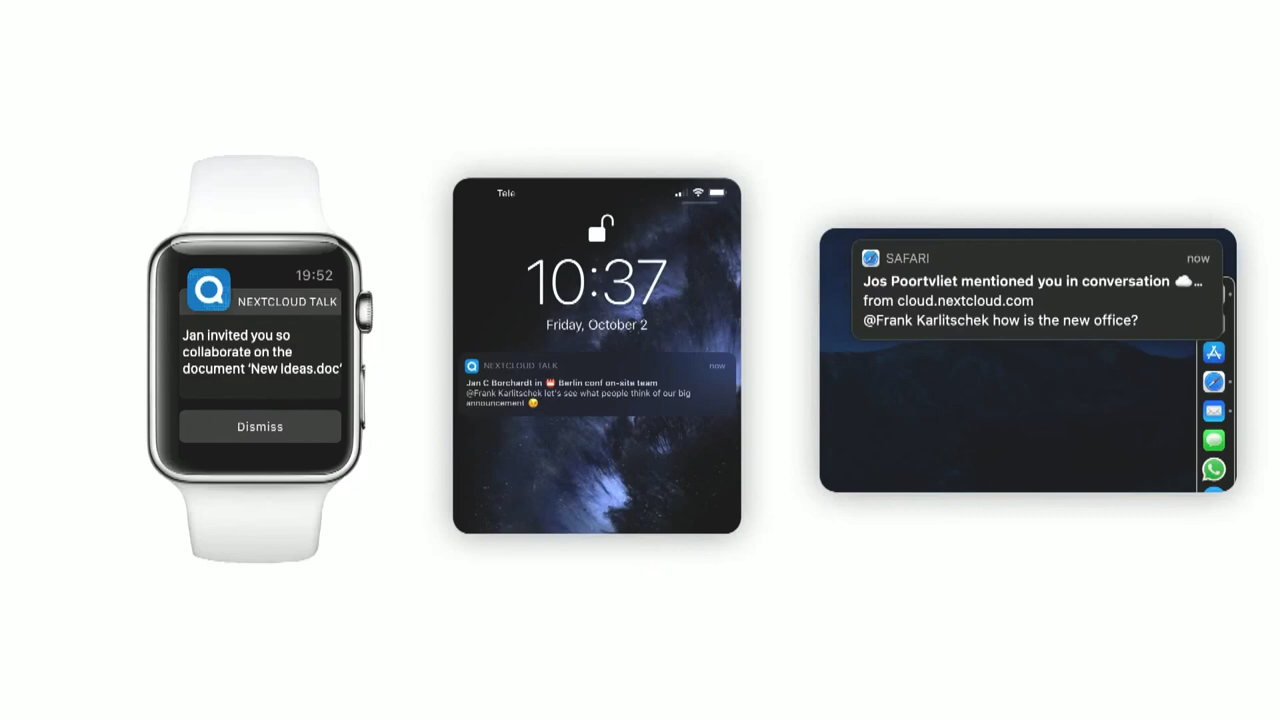 19:52
NEXTCLOUD TALK
Jan invited you so
collaborate on the
document 'New Ideas.doc'
Dismiss
Tele
10:37
Friday, October 2
NEXTCLOUD TALK now
Jan C Borchardt in Berlin conf on-site team
@Frank Karlitschek let's see what people think of our big
announcement 😉
SAFARI now
Jos Poortvliet mentioned you in conversation ☁️...
from cloud.nextcloud.com
@Frank Karlitschek how is the new office?